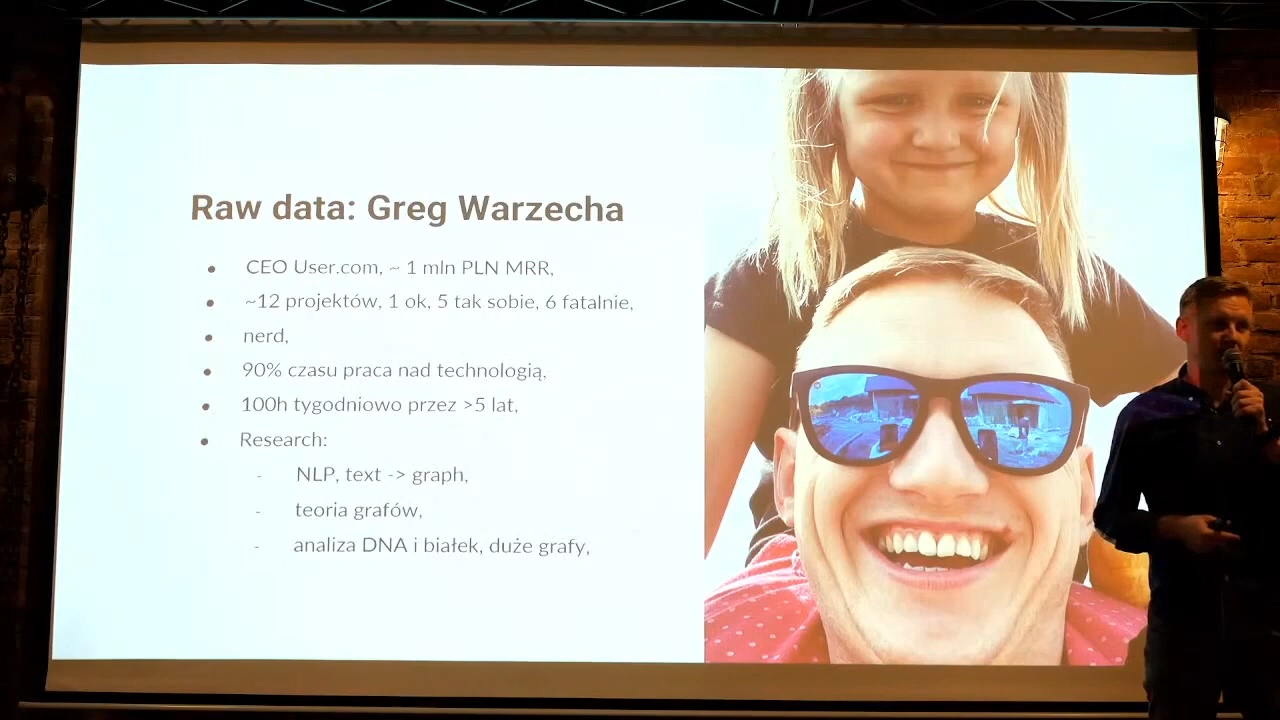 Raw data: Greg Warzecha
● CEO User.com, ~ 1 mln PLN MRR,
● ~12 projektów, 1 ok, 5 tak sobie, 6 fatalnie,
● nerd,
● 90% czasu praca nad technologią,
● 100h tygodniowo przez >5 lat,
● Research:
- NLP, text -> graph,
- teoria grafów,
- analiza DNA i białek, duże grafy,